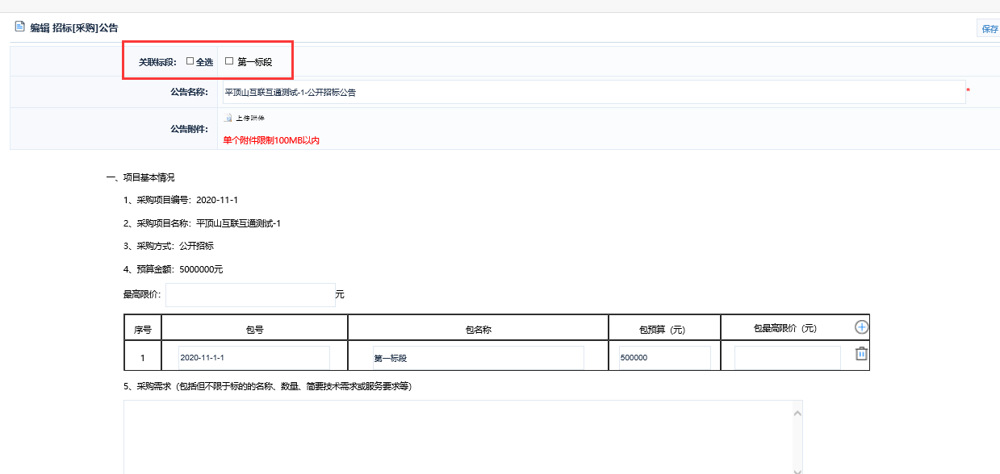 编辑 招标[采购]公告
保存
关联标段： 全选 第一标段
公告名称： 平顶山互联互通测试-1-公开招标公告 *
公告附件： 上传附件
单个附件限制100MB以内
一、项目基本情况
1、采购项目编号：2020-11-1
2、采购项目名称：平顶山互联互通测试-1
3、采购方式：公开招标
4、预算金额：5000000元
最高限价： 元
序号 包号 包名称 包预算（元） 包最高限价（元）
1 2020-11-1-1 第一标段 500000
5、采购需求（包括但不限于标的的名称、数量、简要技术需求或服务要求等）